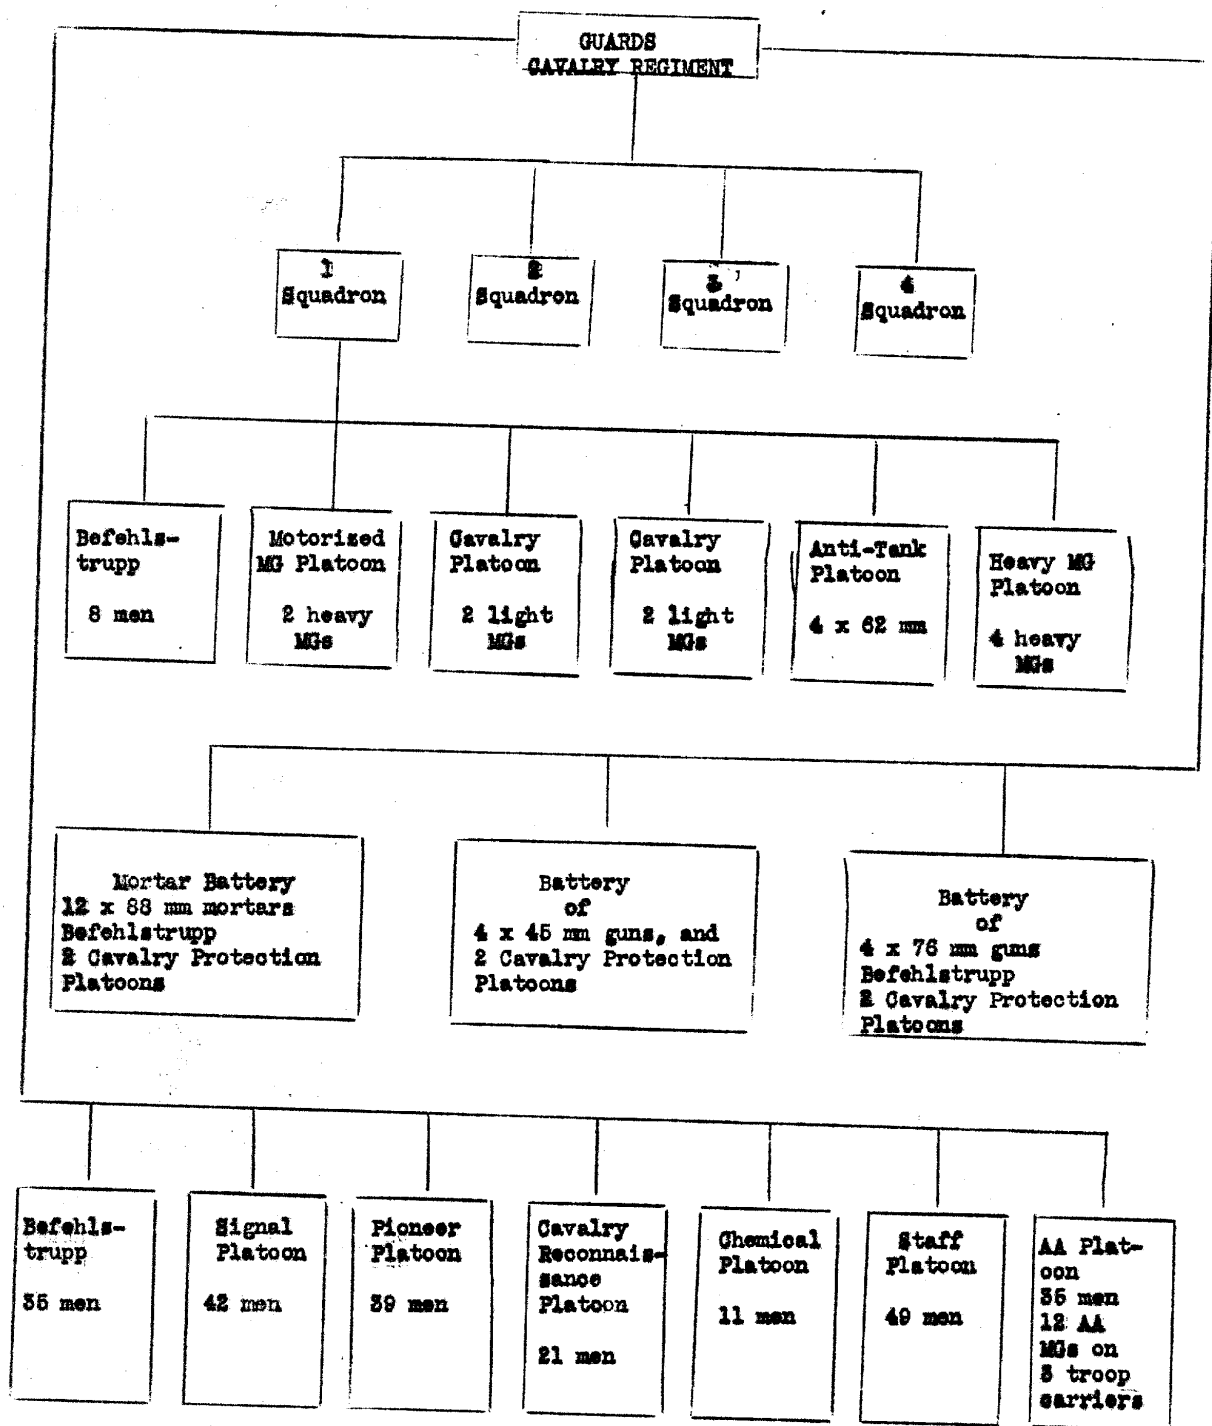 GUARDS
CAVALRY REGIMENT
1
Squadron
2
Squadron
3
Squadron
4
Squadron
Befehls-
trupp
8 men
Motorized
MG Platoon
2 heavy
MGs
Cavalry
Platoon
2 light
MGs
Cavalry
Platoon
2 light
MGs
Anti-Tank
Platoon
4 x 62 mm
Heavy MG
Platoon
4 heavy
MGs
Mortar Battery
12 x 88 mm mortars
Befehlstrupp
2 Cavalry Protection
Platoons
Battery
of
4 x 45 mm guns, and
2 Cavalry Protection
Platoons
Battery
of
4 x 76 mm guns
Befehlstrupp
2 Cavalry Protection
Platoons
Befehls-
trupp
35 men
Signal
Platoon
42 men
Pioneer
Platoon
39 men
Cavalry
Reconnais-
sance
Platoon
21 men
Chemical
Platoon
11 men
Staff
Platoon
49 men
AA Plat-
oon
35 men
12 AA
MGs on
3 troop
carriers